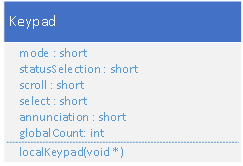 Keypad
mode : short
statusSelection : short
scroll : short
select : short
annunciation : short
globalCount: int
localKeypad(void *)